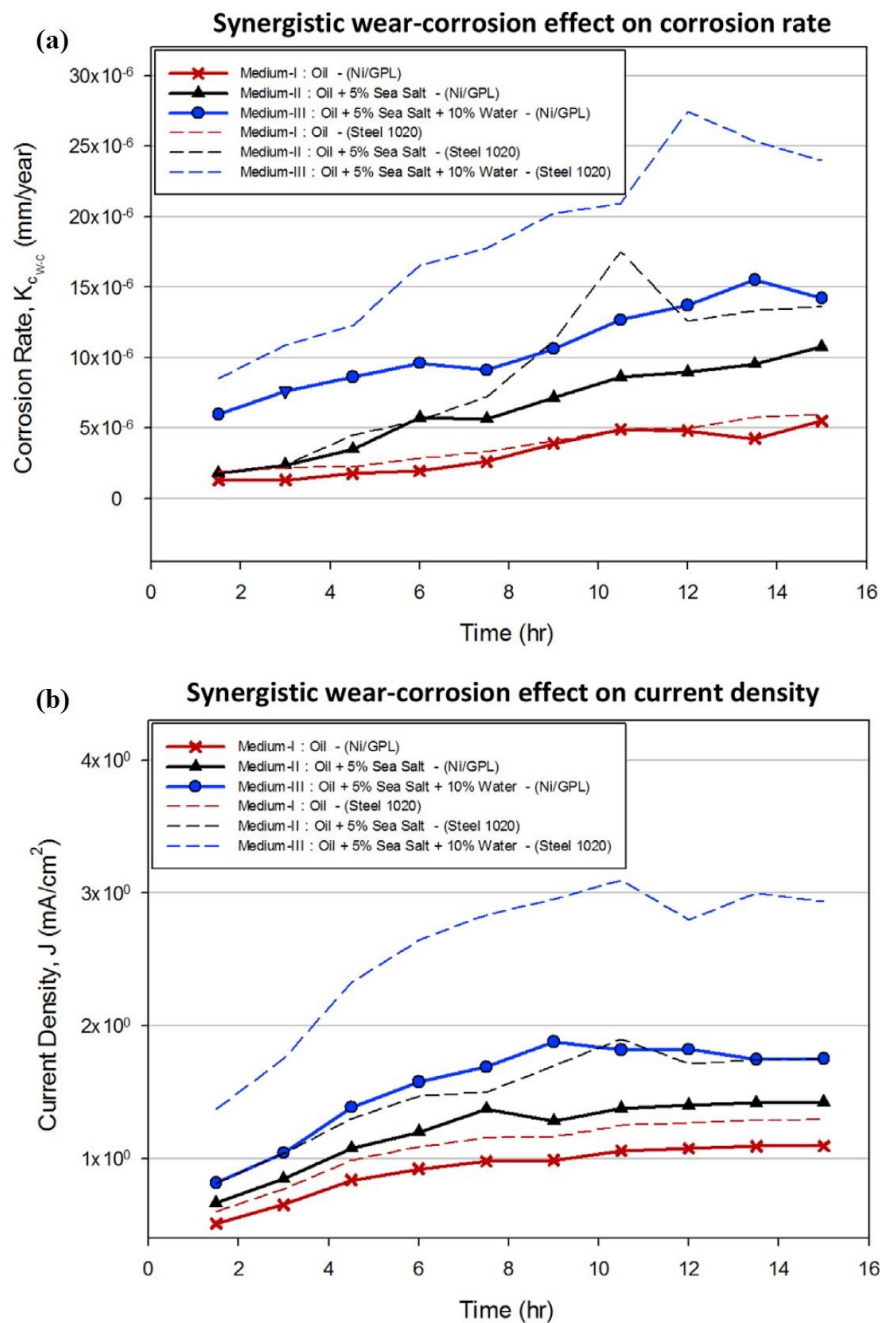 (a)
Synergistic wear-corrosion effect on corrosion rate
Medium-I : Oil - (Ni/GPL)
Medium-II : Oil + 5% Sea Salt - (Ni/GPL)
Medium-III : Oil + 5% Sea Salt + 10% Water - (Ni/GPL)
Medium-I : Oil - (Steel 1020)
Medium-II : Oil + 5% Sea Salt - (Steel 1020)
Medium-III : Oil + 5% Sea Salt + 10% Water - (Steel 1020)
Corrosion Rate, K_{c_{w-c}} (mm/year)
30x10⁻⁶
25x10⁻⁶
20x10⁻⁶
15x10⁻⁶
10x10⁻⁶
5x10⁻⁶
0
0 2 4 6 8 10 12 14 16
Time (hr)
(b)
Synergistic wear-corrosion effect on current density
Medium-I : Oil - (Ni/GPL)
Medium-II : Oil + 5% Sea Salt - (Ni/GPL)
Medium-III : Oil + 5% Sea Salt + 10% Water - (Ni/GPL)
Medium-I : Oil - (Steel 1020)
Medium-II : Oil + 5% Sea Salt - (Steel 1020)
Medium-III : Oil + 5% Sea Salt + 10% Water - (Steel 1020)
Current Density, J (mA/cm²)
4x10⁰
3x10⁰
2x10⁰
1x10⁰
0 2 4 6 8 10 12 14 16
Time (hr)